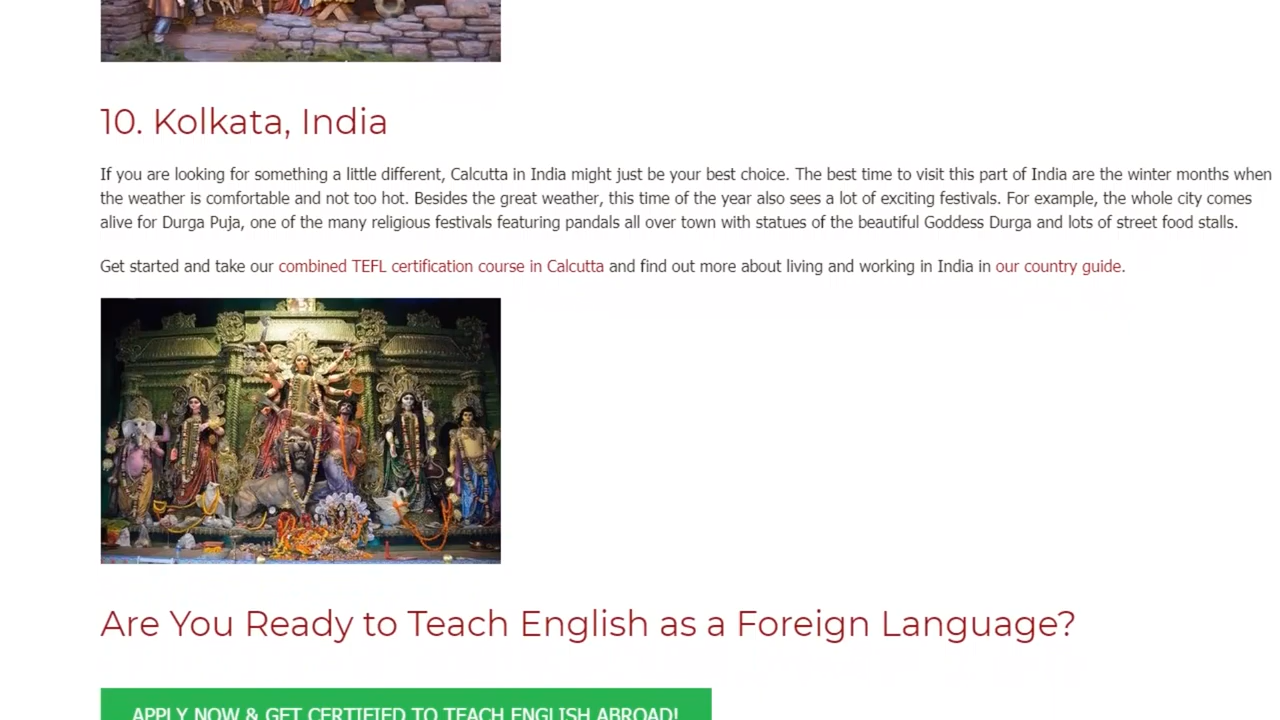 10. Kolkata, India
If you are looking for something a little different, Calcutta in India might just be your best choice. The best time to visit this part of India are the winter months when
the weather is comfortable and not too hot. Besides the great weather, this time of the year also sees a lot of exciting festivals. For example, the whole city comes
alive for Durga Puja, one of the many religious festivals featuring pandals all over town with statues of the beautiful Goddess Durga and lots of street food stalls.
Get started and take our combined TEFL certification course in Calcutta and find out more about living and working in India in our country guide.
Are You Ready to Teach English as a Foreign Language?
APPLY NOW & GET CERTIFIED TO TEACH ENGLISH ABROAD!